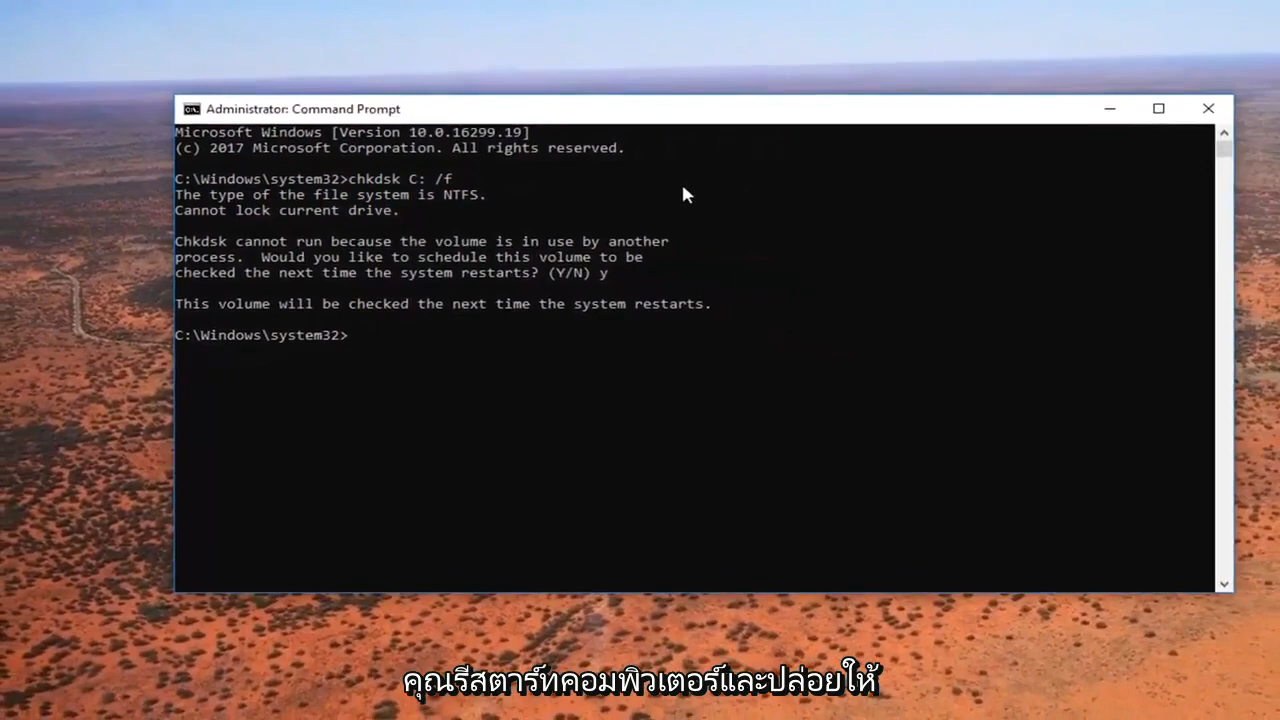 Administrator: Command Prompt
Microsoft Windows [Version 10.0.16299.19]
(c) 2017 Microsoft Corporation. All rights reserved.
C:\Windows\system32>chkdsk C: /f
The type of the file system is NTFS.
Cannot lock current drive.
Chkdsk cannot run because the volume is in use by another
process.  Would you like to schedule this volume to be
checked the next time the system restarts? (Y/N) y
This volume will be checked the next time the system restarts.
C:\Windows\system32>
คุณรีสตาร์ทคอมพิวเตอร์และปล่อยให้